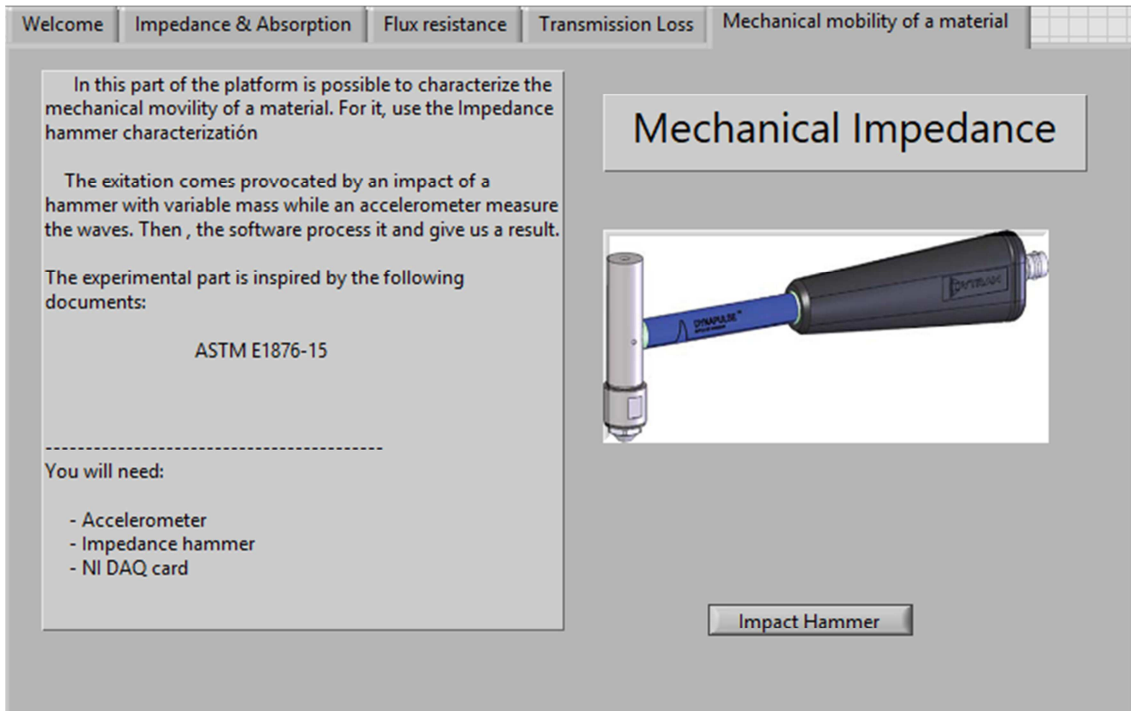 Welcome
Impedance & Absorption
Flux resistance
Transmission Loss
Mechanical mobility of a material
In this part of the platform is possible to characterize the
mechanical movility of a material. For it, use the Impedance
hammer characterizatión
The exitation comes provocated by an impact of a
hammer with variable mass while an accelerometer measure
the waves. Then , the software process it and give us a result.
The experimental part is inspired by the following
documents:
ASTM E1876-15
------------------------------------------
You will need:
- Accelerometer
- Impedance hammer
- NI DAQ card
Mechanical Impedance
DYNAPULSE™
Impact Hammer